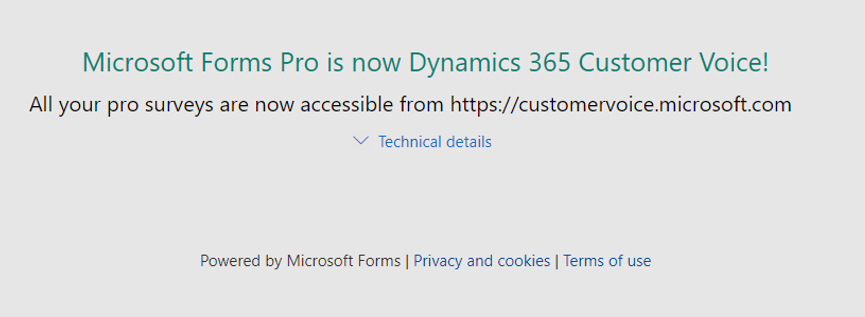 Microsoft Forms Pro is now Dynamics 365 Customer Voice!
All your pro surveys are now accessible from https://customervoice.microsoft.com
Technical details
Powered by Microsoft Forms | Privacy and cookies | Terms of use